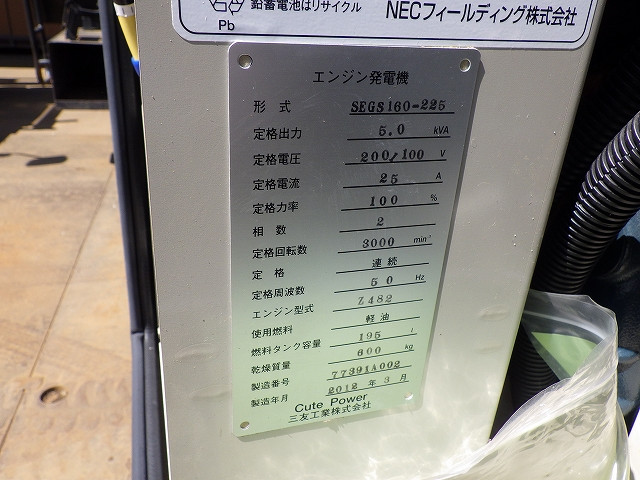 鉛蓄電池はリサイクル
Pb
NECフィールディング株式会社
エンジン発電機
形式 SEGS160-225
定格出力 5.0 kVA
定格電圧 200/100 V
定格電流 25 A
定格力率 100 %
相数 2
定格回転数 3000 min⁻¹
定格 連続
定格周波数 50 Hz
エンジン型式 Z482
使用燃料 軽油
燃料タンク容量 195 l
乾燥質量 600 kg
製造番号 77391A002
製造年月 2012 年 3 月
Cute Power
三友工業株式会社